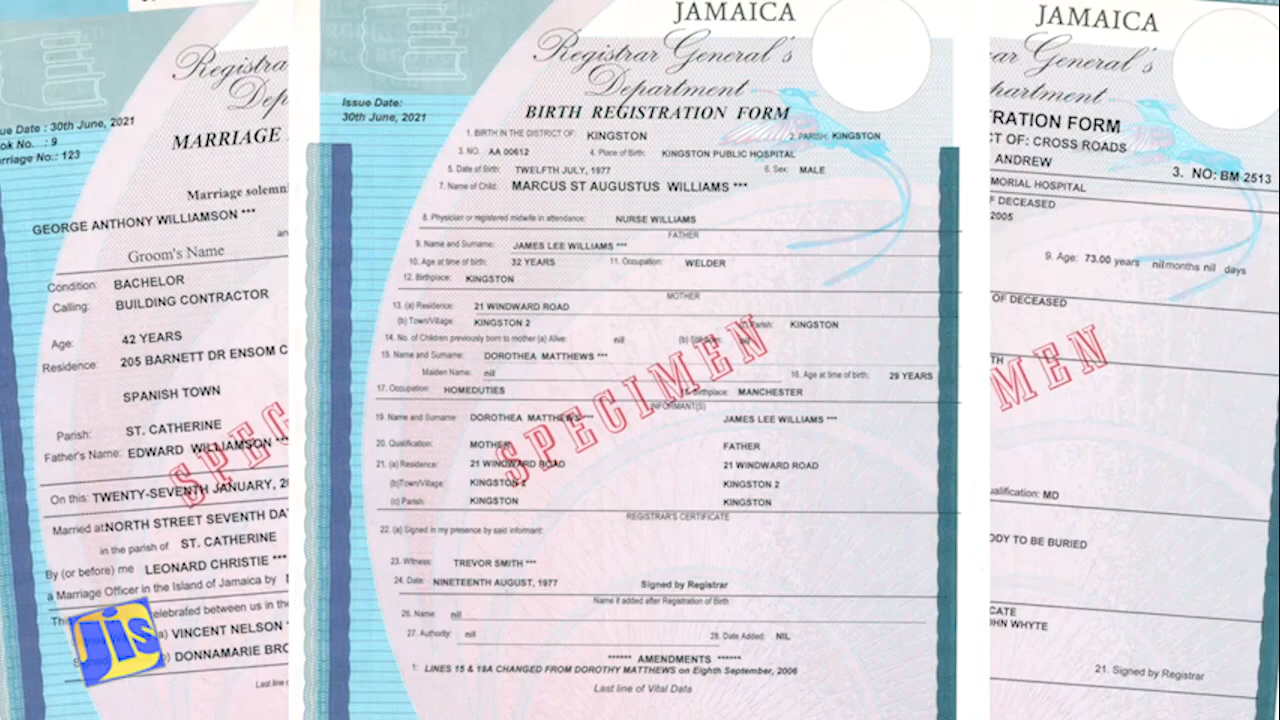 ue Date : 30th June, 2021
ok No. : 9
rriage No.: 123
Registra
Dep
MARRIAGE
Marriage solemni
GEORGE ANTHONY WILLIAMSON ***
an
Groom's Name
Condition: BACHELOR
Calling: BUILDING CONTRACTOR
Age: 42 YEARS
Residence: 205 BARNETT DR ENSOM C
SPANISH TOWN
Parish: ST. CATHERINE
Father's Name: EDWARD WILLIAMSON **
On this: TWENTY-SEVENTH JANUARY, 20
Married at: NORTH STREET SEVENTH DA
in the parish of ST. CATHERINE
By (or before) me LEONARD CHRISTIE ***
a Marriage Officer in the Island of Jamaica by
Thi elebrated between us in the
a) VINCENT NELSON *
) DONNAMARIE BRO
Last line o
SPEC
jis
JAMAICA
Registrar General's
Department
Issue Date:
30th June, 2021
BIRTH REGISTRATION FORM
1. BIRTH IN THE DISTRICT OF: KINGSTON 2. PARISH: KINGSTON
3. NO. AA 00612 4. Place of Birth: KINGSTON PUBLIC HOSPITAL
5. Date of Birth: TWELFTH JULY, 1977 6. Sex: MALE
7. Name of Child: MARCUS ST AUGUSTUS WILLIAMS ***
8. Physician or registered midwife in attendance: NURSE WILLIAMS
FATHER
9. Name and Surname: JAMES LEE WILLIAMS ***
10. Age at time of birth: 32 YEARS 11. Occupation: WELDER
12. Birthplace: KINGSTON
MOTHER
13. (a) Residence: 21 WINDWARD ROAD
(b) Town/Village: KINGSTON 2 Parish: KINGSTON
14. No. of Children previously born to mother (a) Alive: nil (b) nil
15. Name and Surname: DOROTHEA MATTHEWS ***
Maiden Name: nil 16. Age at time of birth: 29 YEARS
17. Occupation: HOMEDUTIES 18. Birthplace: MANCHESTER
INFORMANT(S)
19. Name and Surname: DOROTHEA MATTHEWS *** JAMES LEE WILLIAMS ***
20. Qualification: MOTHER FATHER
21. (a) Residence: 21 WINDWARD ROAD 21 WINDWARD ROAD
(b)Town/Village: KINGSTON 2 KINGSTON 2
(c) Parish: KINGSTON KINGSTON
REGISTRAR'S CERTIFICATE
22. (a) Signed in my presence by said informant:
23. Witness: TREVOR SMITH ***
24. Date: NINETEENTH AUGUST, 1977 Signed by Registrar
Name if added after Registration of Birth
26. Name: nil
27. Authority: nil 28. Date Added: NIL
****** AMENDMENTS ******
1: LINES 15 & 19A CHANGED FROM DOROTHY MATTHEWS on Eighth September, 2006
Last line of Vital Data
SPECIMEN
JAMAICA
ar General's
partment
RATION FORM
CT OF: CROSS ROADS
ANDREW
3. NO: BM 2513
MORIAL HOSPITAL
F DECEASED
2005
9. Age: 73.00 years nil months nil days
OF DECEASED
TH
MEN
ualification: MD
ODY TO BE BURIED
CATE
OHN WHYTE
21. Signed by Registrar